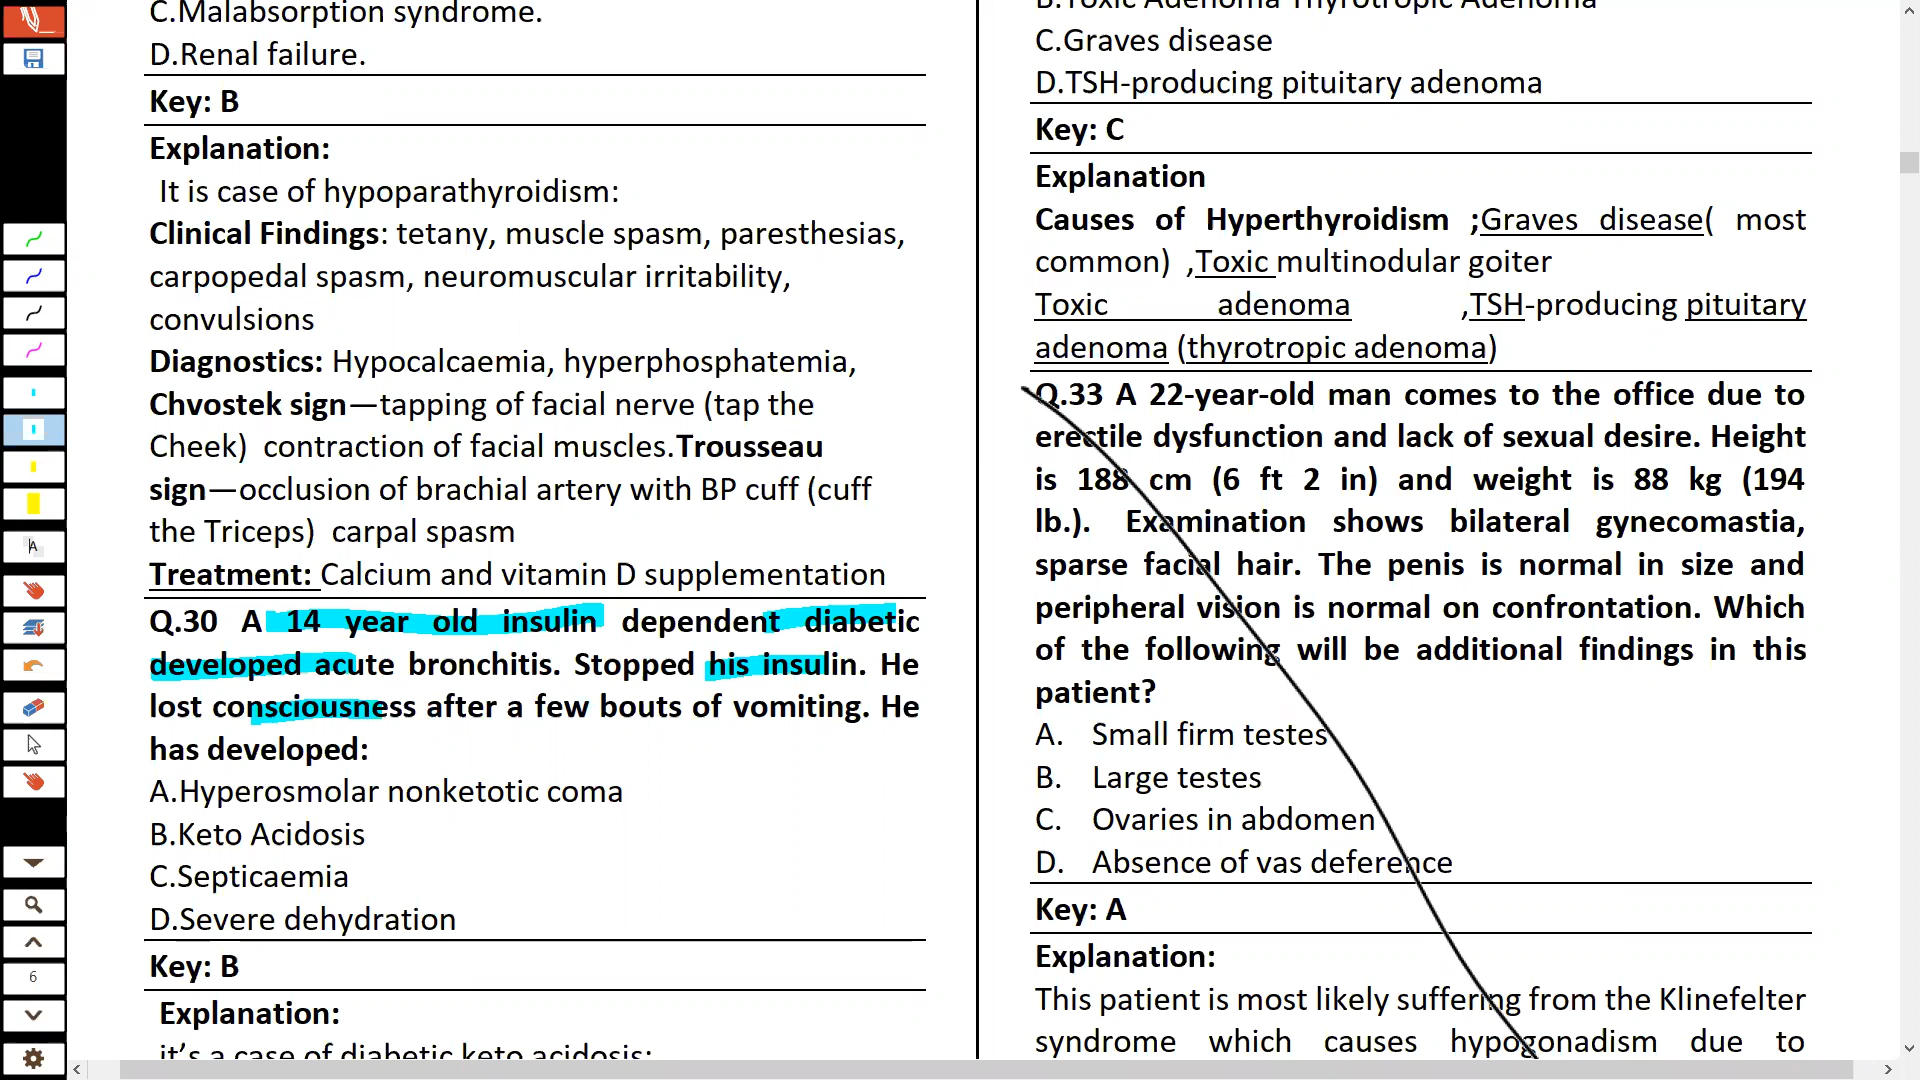 C.Malabsorption syndrome.
D.Renal failure.
Key: B
Explanation:
It is case of hypoparathyroidism:
Clinical Findings: tetany, muscle spasm, paresthesias,
carpopedal spasm, neuromuscular irritability,
convulsions
Diagnostics: Hypocalcaemia, hyperphosphatemia,
Chvostek sign—tapping of facial nerve (tap the
Cheek)  contraction of facial muscles.Trousseau
sign—occlusion of brachial artery with BP cuff (cuff
the Triceps)  carpal spasm
Treatment: Calcium and vitamin D supplementation
Q.30 A 14 year old insulin dependent diabetic
developed acute bronchitis. Stopped his insulin. He
lost consciousness after a few bouts of vomiting. He
has developed:
A.Hyperosmolar nonketotic coma
B.Keto Acidosis
C.Septicaemia
D.Severe dehydration
Key: B
Explanation:
it's a case of diabetic keto acidosis:
B.Toxic Adenoma Thyrotropic Adenoma
C.Graves disease
D.TSH-producing pituitary adenoma
Key: C
Explanation
Causes of Hyperthyroidism ;Graves disease( most
common) ,Toxic multinodular goiter
Toxic adenoma ,TSH-producing pituitary
adenoma (thyrotropic adenoma)
Q.33 A 22-year-old man comes to the office due to
erectile dysfunction and lack of sexual desire. Height
is 188 cm (6 ft 2 in) and weight is 88 kg (194
lb.). Examination shows bilateral gynecomastia,
sparse facial hair. The penis is normal in size and
peripheral vision is normal on confrontation. Which
of the following will be additional findings in this
patient?
A. Small firm testes
B. Large testes
C. Ovaries in abdomen
D. Absence of vas deference
Key: A
Explanation:
This patient is most likely suffering from the Klinefelter
syndrome which causes hypogonadism due to
A
6